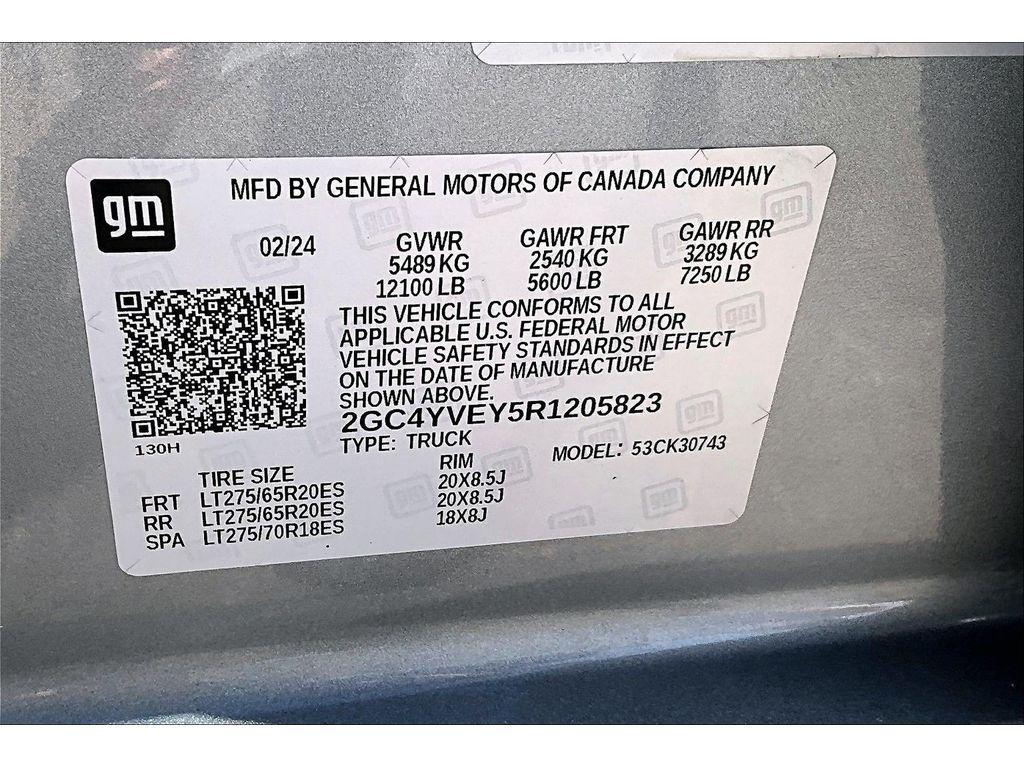 gm
MFD BY GENERAL MOTORS OF CANADA COMPANY
02/24 GVWR GAWR FRT GAWR RR
5489 KG 2540 KG 3289 KG
12100 LB 5600 LB 7250 LB
THIS VEHICLE CONFORMS TO ALL
APPLICABLE U.S. FEDERAL MOTOR
VEHICLE SAFETY STANDARDS IN EFFECT
ON THE DATE OF MANUFACTURE
SHOWN ABOVE.
2GC4YVEY5R1205823
TYPE: TRUCK MODEL: 53CK30743
130H
TIRE SIZE RIM
FRT LT275/65R20ES 20X8.5J
RR LT275/65R20ES 20X8.5J
SPA LT275/70R18ES 18X8J